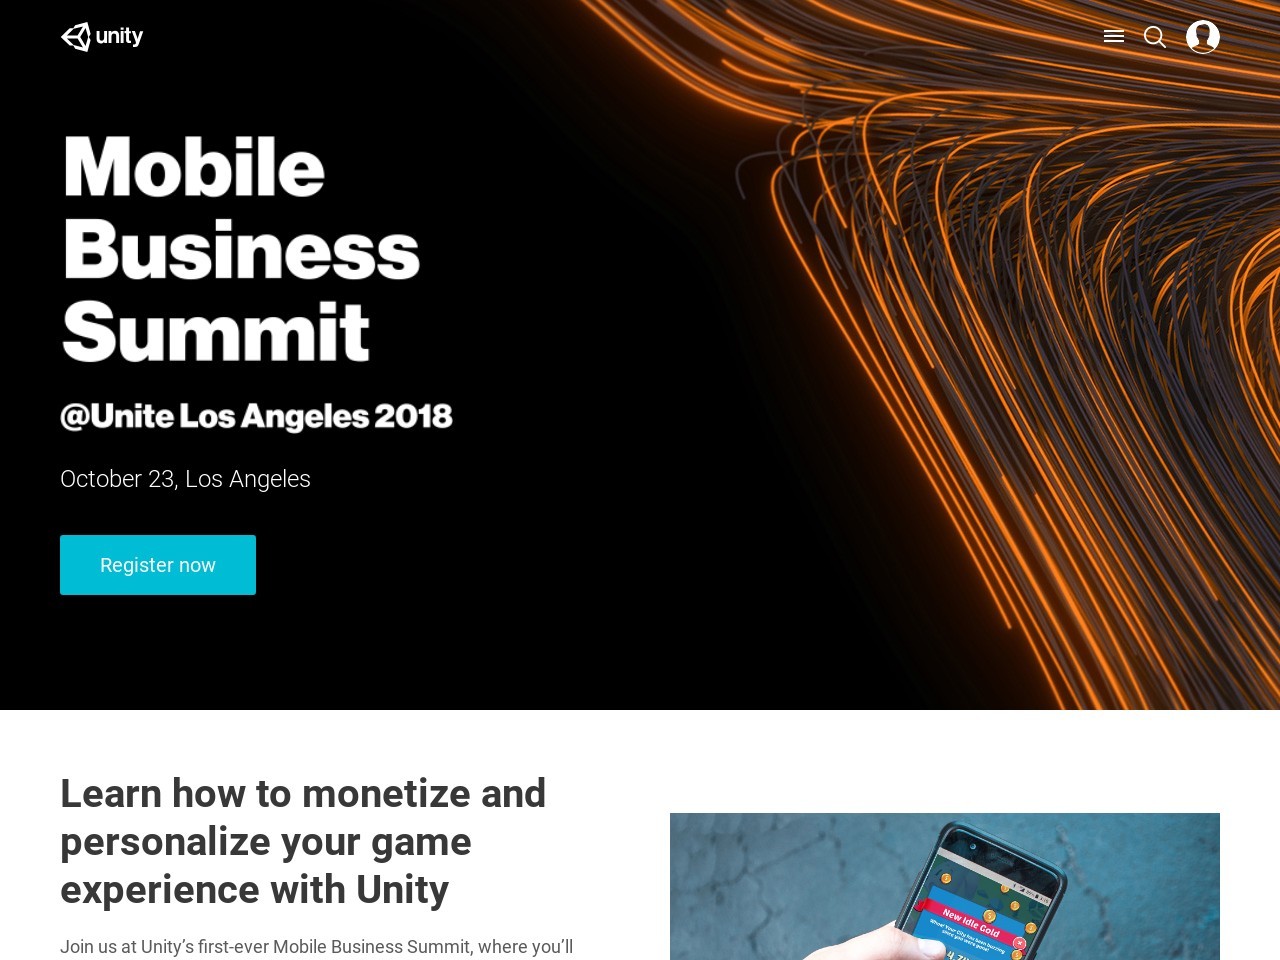 unity
Mobile
Business
Summit
@Unite Los Angeles 2018
October 23, Los Angeles
Register now
Learn how to monetize and
personalize your game
experience with Unity
Join us at Unity’s first-ever Mobile Business Summit, where you’ll
New Idle Gold